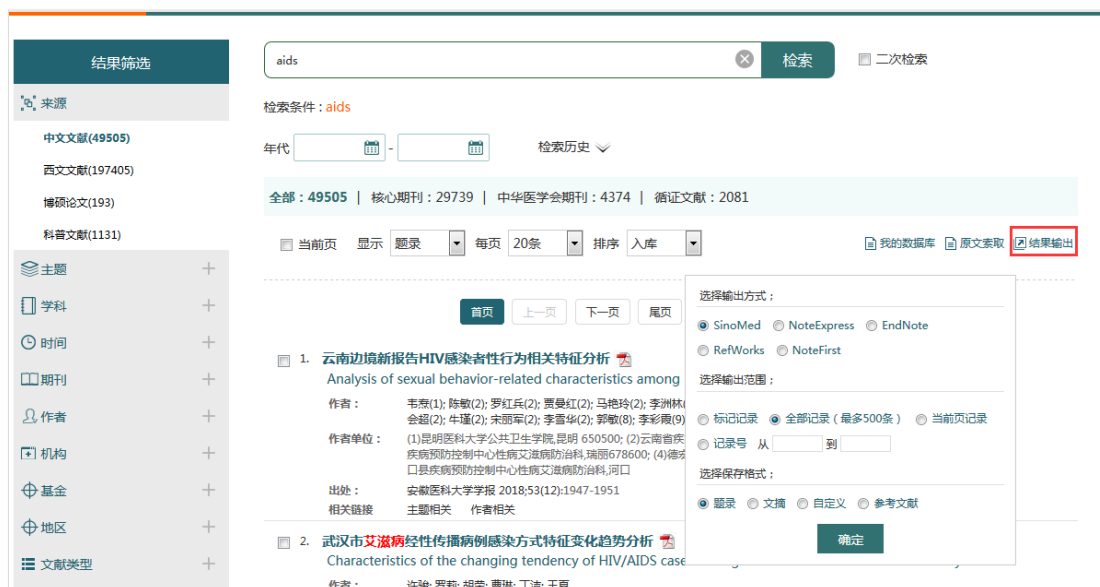 结果筛选
来源
中文文献(49505)
西文文献(197405)
博硕论文(193)
科普文献(1131)
主题
学科
时间
期刊
作者
机构
基金
地区
文献类型
aids
检索
二次检索
检索条件：aids
年代 - 检索历史
全部：49505 | 核心期刊：29739 | 中华医学会期刊：4374 | 循证文献：2081
当前页 显示 题录 每页 20条 排序 入库 我的数据库 原文索取 结果输出
首页 上一页 下一页 尾页
1. 云南边境新报告HIV感染者性行为相关特征分析
Analysis of sexual behavior-related characteristics among
作者： 韦焘(1); 陈敏(2); 罗红兵(2); 贾曼红(2); 马艳玲(2); 李洲林
会超(2); 牛瑾(2); 宋丽军(2); 李雪华(2); 郭敏(8); 李彩霞(9)
作者单位： (1)昆明医科大学公共卫生学院,昆明 650500; (2)云南省疾
疾病预防控制中心性病艾滋病防治科,瑞丽678600; (4)德宏
口县疾病预防控制中心性病艾滋病防治科,河口
出处： 安徽医科大学学报 2018;53(12):1947-1951
相关链接 主题相关 作者相关
2. 武汉市艾滋病经性传播病例感染方式特征变化趋势分析
Characteristics of the changing tendency of HIV/AIDS case
作者： 许骏; 罗莉; 胡荣; 曹琳; 丁洁; 王夏
选择输出方式；
SinoMed NoteExpress EndNote
RefWorks NoteFirst
选择输出范围；
标记记录 全部记录（最多500条） 当前页记录
记录号 从 到
选择保存格式；
题录 文摘 自定义 参考文献
确定